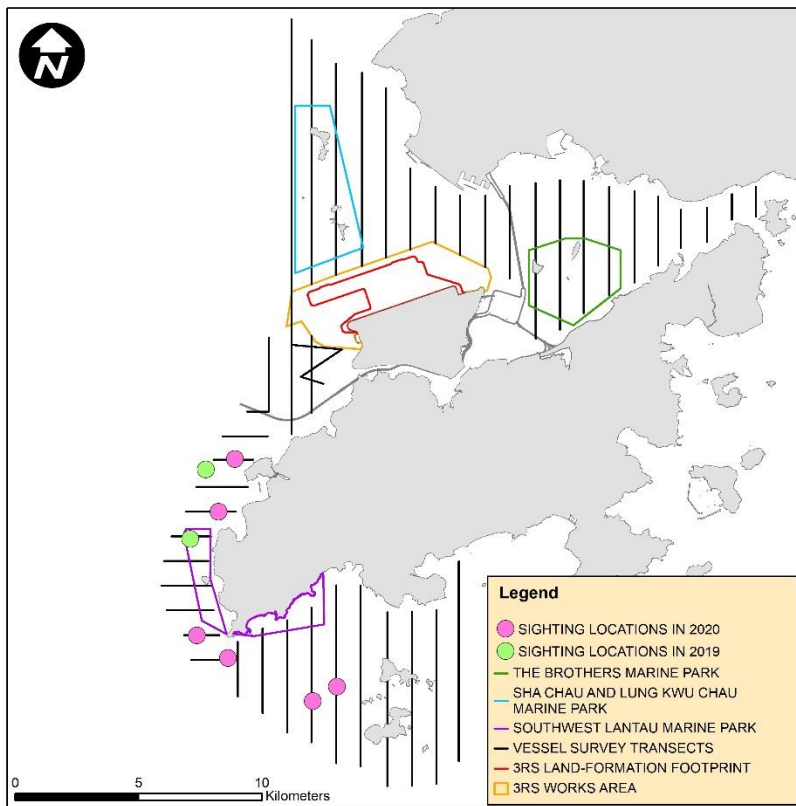 N
Legend
SIGHTING LOCATIONS IN 2020
SIGHTING LOCATIONS IN 2019
THE BROTHERS MARINE PARK
SHA CHAU AND LUNG KWU CHAU
MARINE PARK
SOUTHWEST LANTAU MARINE PARK
VESSEL SURVEY TRANSECTS
3RS LAND-FORMATION FOOTPRINT
3RS WORKS AREA
0 5 10
Kilometers